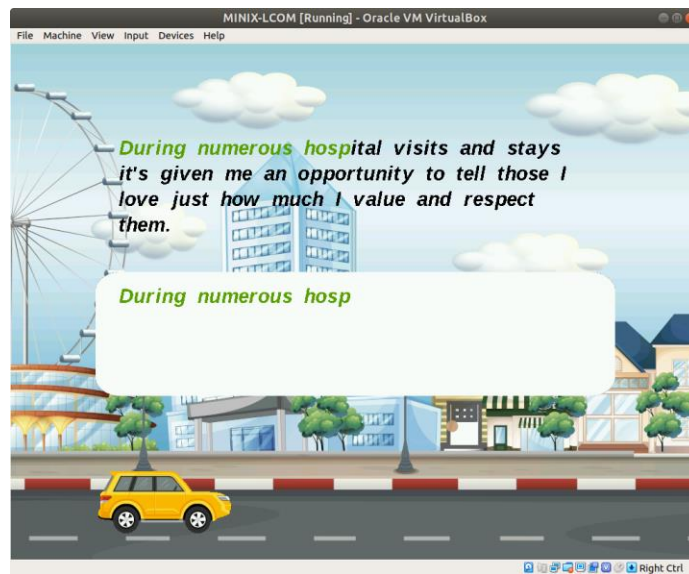 MINIX-LCOM [Running] - Oracle VM VirtualBox
File Machine View Input Devices Help
During numerous hospital visits and stays
it's given me an opportunity to tell those I
love just how much I value and respect
them.
During numerous hosp
Right Ctrl